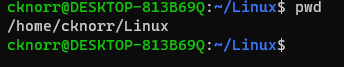 cknorr@DESKTOP-813B69Q:~/Linux$ pwd
/home/cknorr/Linux
cknorr@DESKTOP-813B69Q:~/Linux$